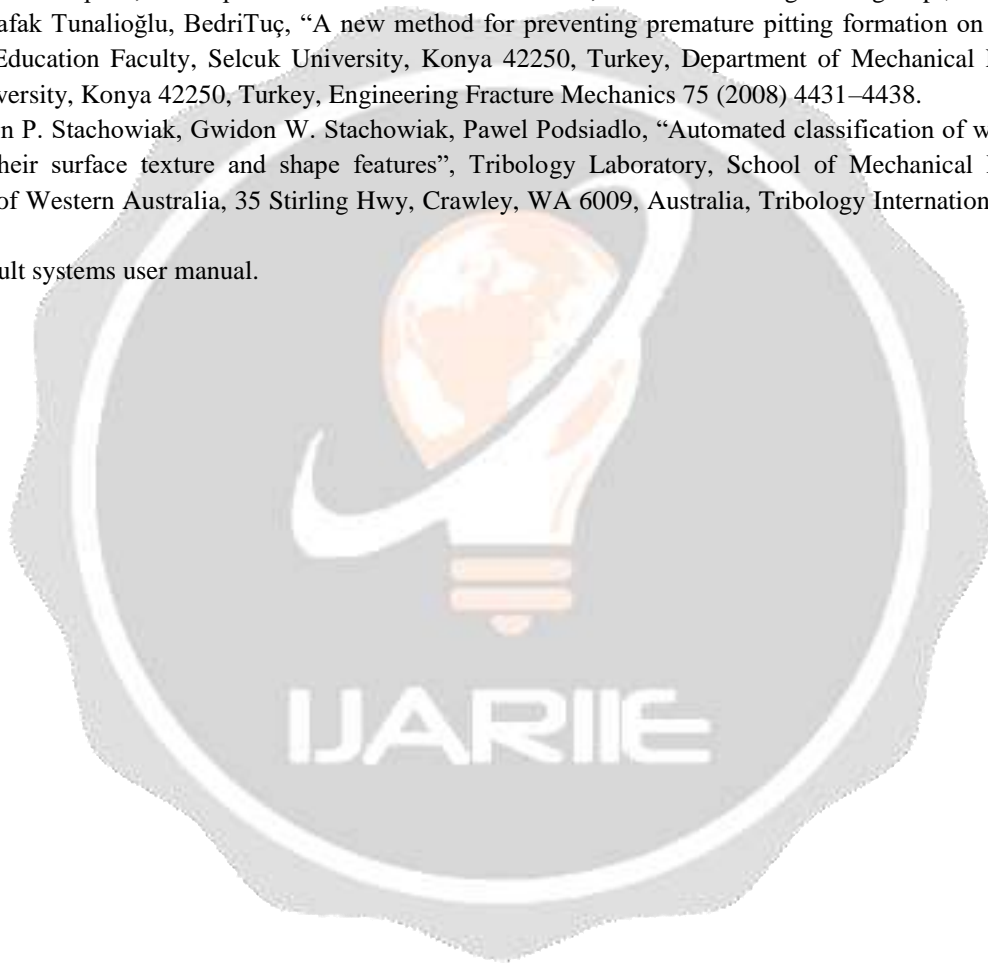 afak Tunalioğlu, BedriTuç, “A new method for preventing premature pitting formation on
Education Faculty, Selcuk University, Konya 42250, Turkey, Department of Mechanical
versity, Konya 42250, Turkey, Engineering Fracture Mechanics 75 (2008) 4431–4438.
n P. Stachowiak, Gwidon W. Stachowiak, Pawel Podsiadlo, “Automated classification of w
heir surface texture and shape features”, Tribology Laboratory, School of Mechanical
of Western Australia, 35 Stirling Hwy, Crawley, WA 6009, Australia, Tribology Internation
ult systems user manual.
IJARIIE